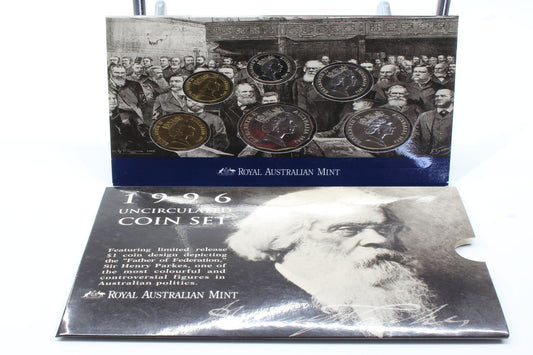 ROYAL AUSTRALIAN MINT
1996
UNCIRCULATED
COIN SET
Featuring limited release
$1 coin design depicting
the "Father of Federation,"
Sir Henry Parkes, one of
the most colourful and
controversial figures in
Australian politics.
ROYAL AUSTRALIAN MINT